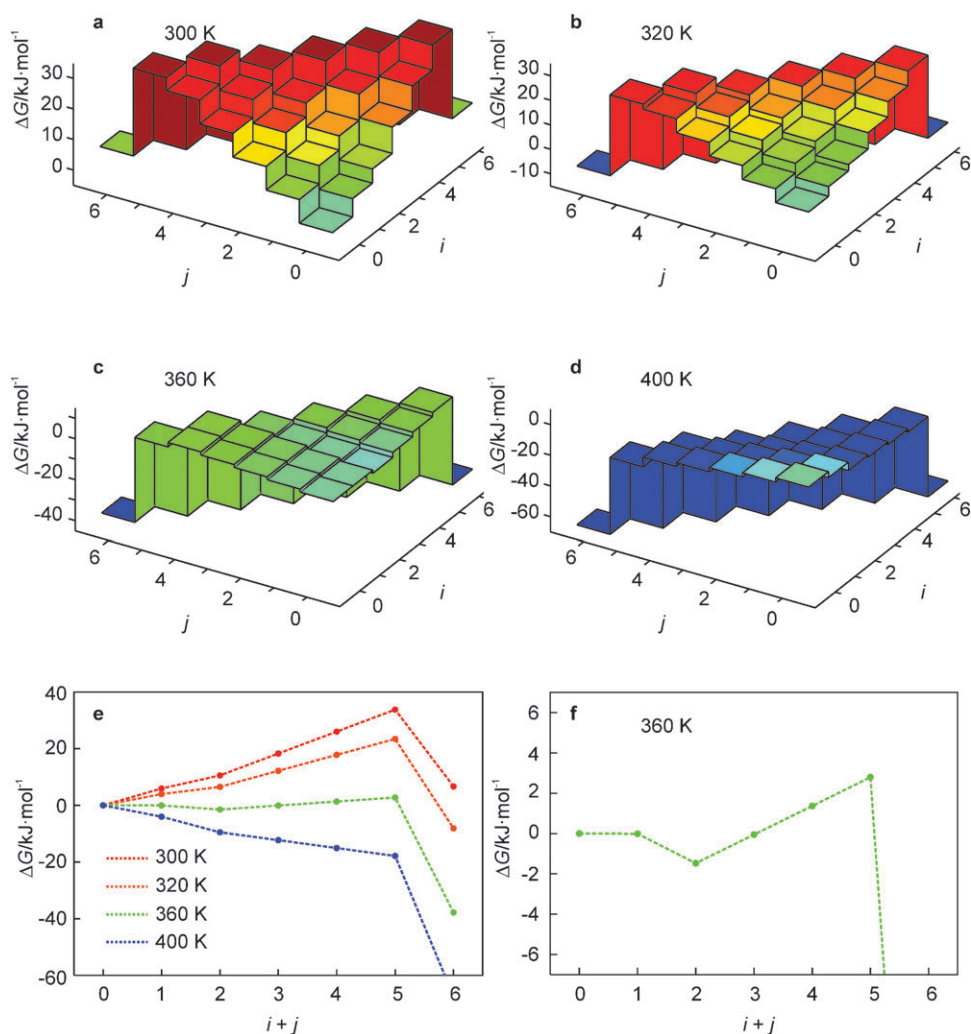 a 300 K
ΔG/kJ·mol⁻¹
30
20
10
0
6
4
2
0
j
0
2
4
6
i
b 320 K
ΔG/kJ·mol⁻¹
30
20
10
0
-10
6
4
2
0
j
0
2
4
6
i
c 360 K
ΔG/kJ·mol⁻¹
0
-20
-40
6
4
2
0
j
0
2
4
6
i
d 400 K
ΔG/kJ·mol⁻¹
0
-20
-40
-60
6
4
2
0
j
0
2
4
6
i
e
ΔG/kJ·mol⁻¹
40
20
0
-20
-40
-60
300 K
320 K
360 K
400 K
0 1 2 3 4 5 6
i + j
f 360 K
ΔG/kJ·mol⁻¹
6
4
2
0
-2
-4
-6
0 1 2 3 4 5 6
i + j